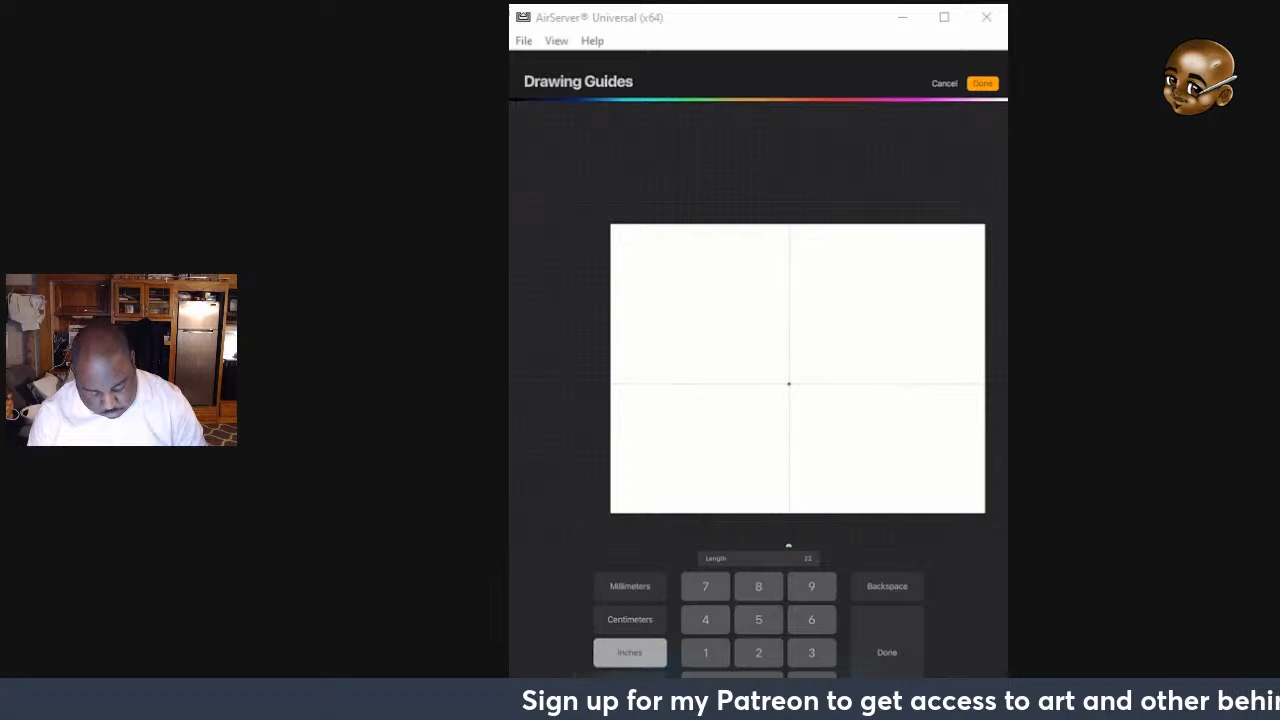 AirServer® Universal (x64)
File View Help
Drawing Guides
Cancel Done
Length 22
Millimeters 7 8 9 Backspace
Centimeters 4 5 6
Inches 1 2 3 Done
Sign up for my Patreon to get access to art and other behi